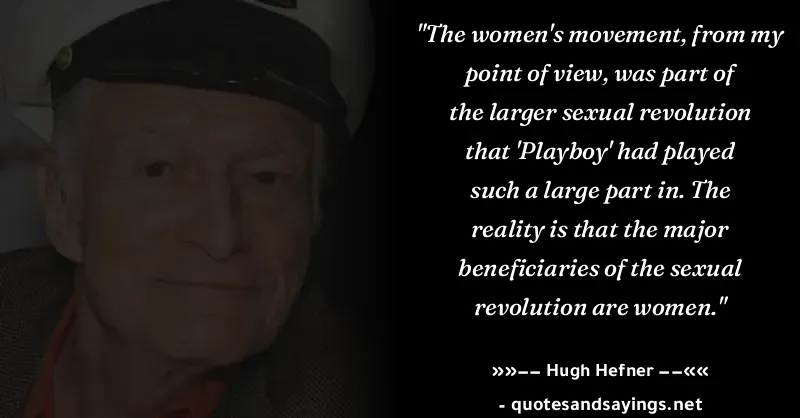 "The women's movement, from my
point of view, was part of
the larger sexual revolution
that 'Playboy' had played
such a large part in. The
reality is that the major
beneficiaries of the sexual
revolution are women."
»»−− Hugh Hefner −−««
- quotesandsayings.net